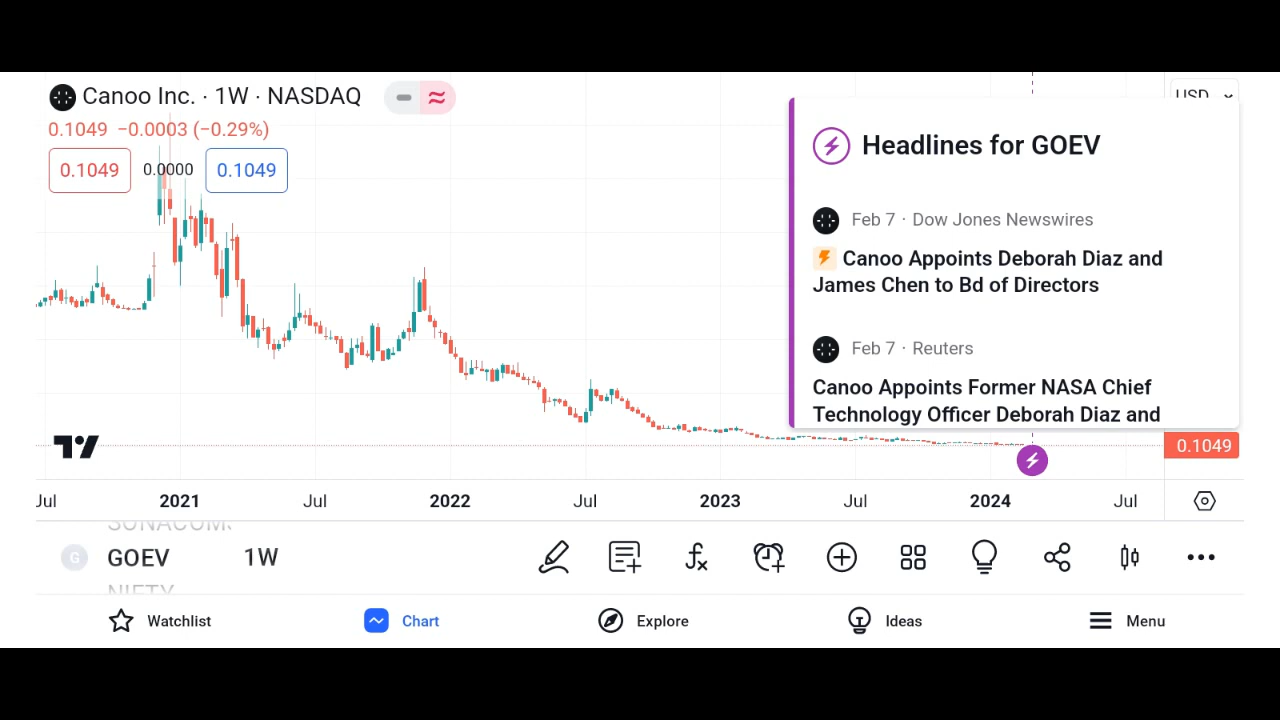 Canoo Inc. · 1W · NASDAQ
0.1049 −0.0003 (−0.29%)
0.1049 0.0000 0.1049
USD
Headlines for GOEV
Feb 7 · Dow Jones Newswires
Canoo Appoints Deborah Diaz and
James Chen to Bd of Directors
Feb 7 · Reuters
Canoo Appoints Former NASA Chief
Technology Officer Deborah Diaz and
0.1049
Jul 2021 Jul 2022 Jul 2023 Jul 2024 Jul
G GOEV 1W
NIFTY
Watchlist Chart Explore Ideas Menu